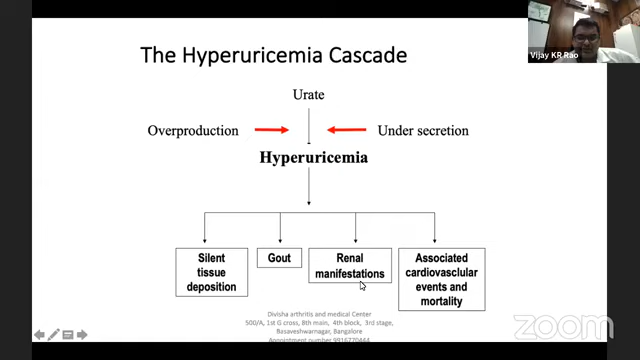 Vijay KR Rao
The Hyperuricemia Cascade
Urate
Overproduction
Under secretion
Hyperuricemia
Silent
tissue
deposition
Gout
Renal
manifestations
Associated
cardiovasclular
events and
mortality
Divisha arthritis and medical Center
500/A, 1st G cross, 8th main, 4th block, 3rd stage,
Basaveshwarnagar, Bangalore
Appointment number 9916770444
zoom